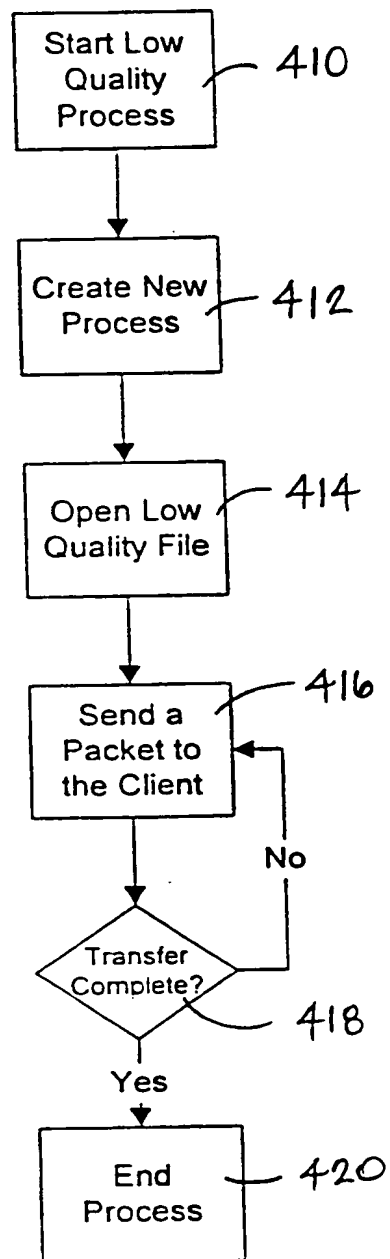 Start Low
Quality
Process
410
Create New
Process
412
Open Low
Quality File
414
Send a
Packet to
the Client
416
No
Transfer
Complete?
418
Yes
End
Process
420